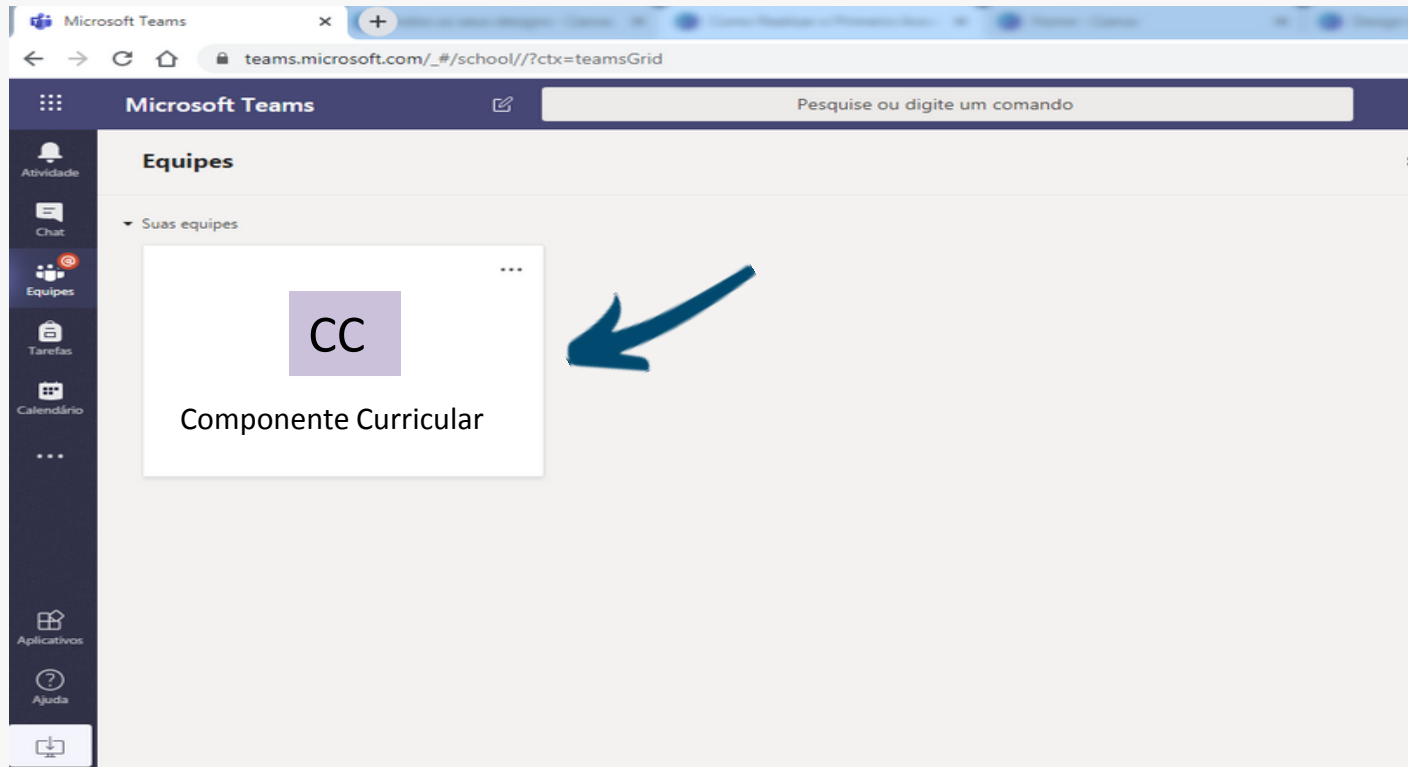 Microsoft Teams
teams.microsoft.com/_#/school//?ctx=teamsGrid
Microsoft Teams
Pesquise ou digite um comando
Atividade
Chat
Equipes
Tarefas
Calendário
Aplicativos
Ajuda
Equipes
Suas equipes
CC
Componente Curricular